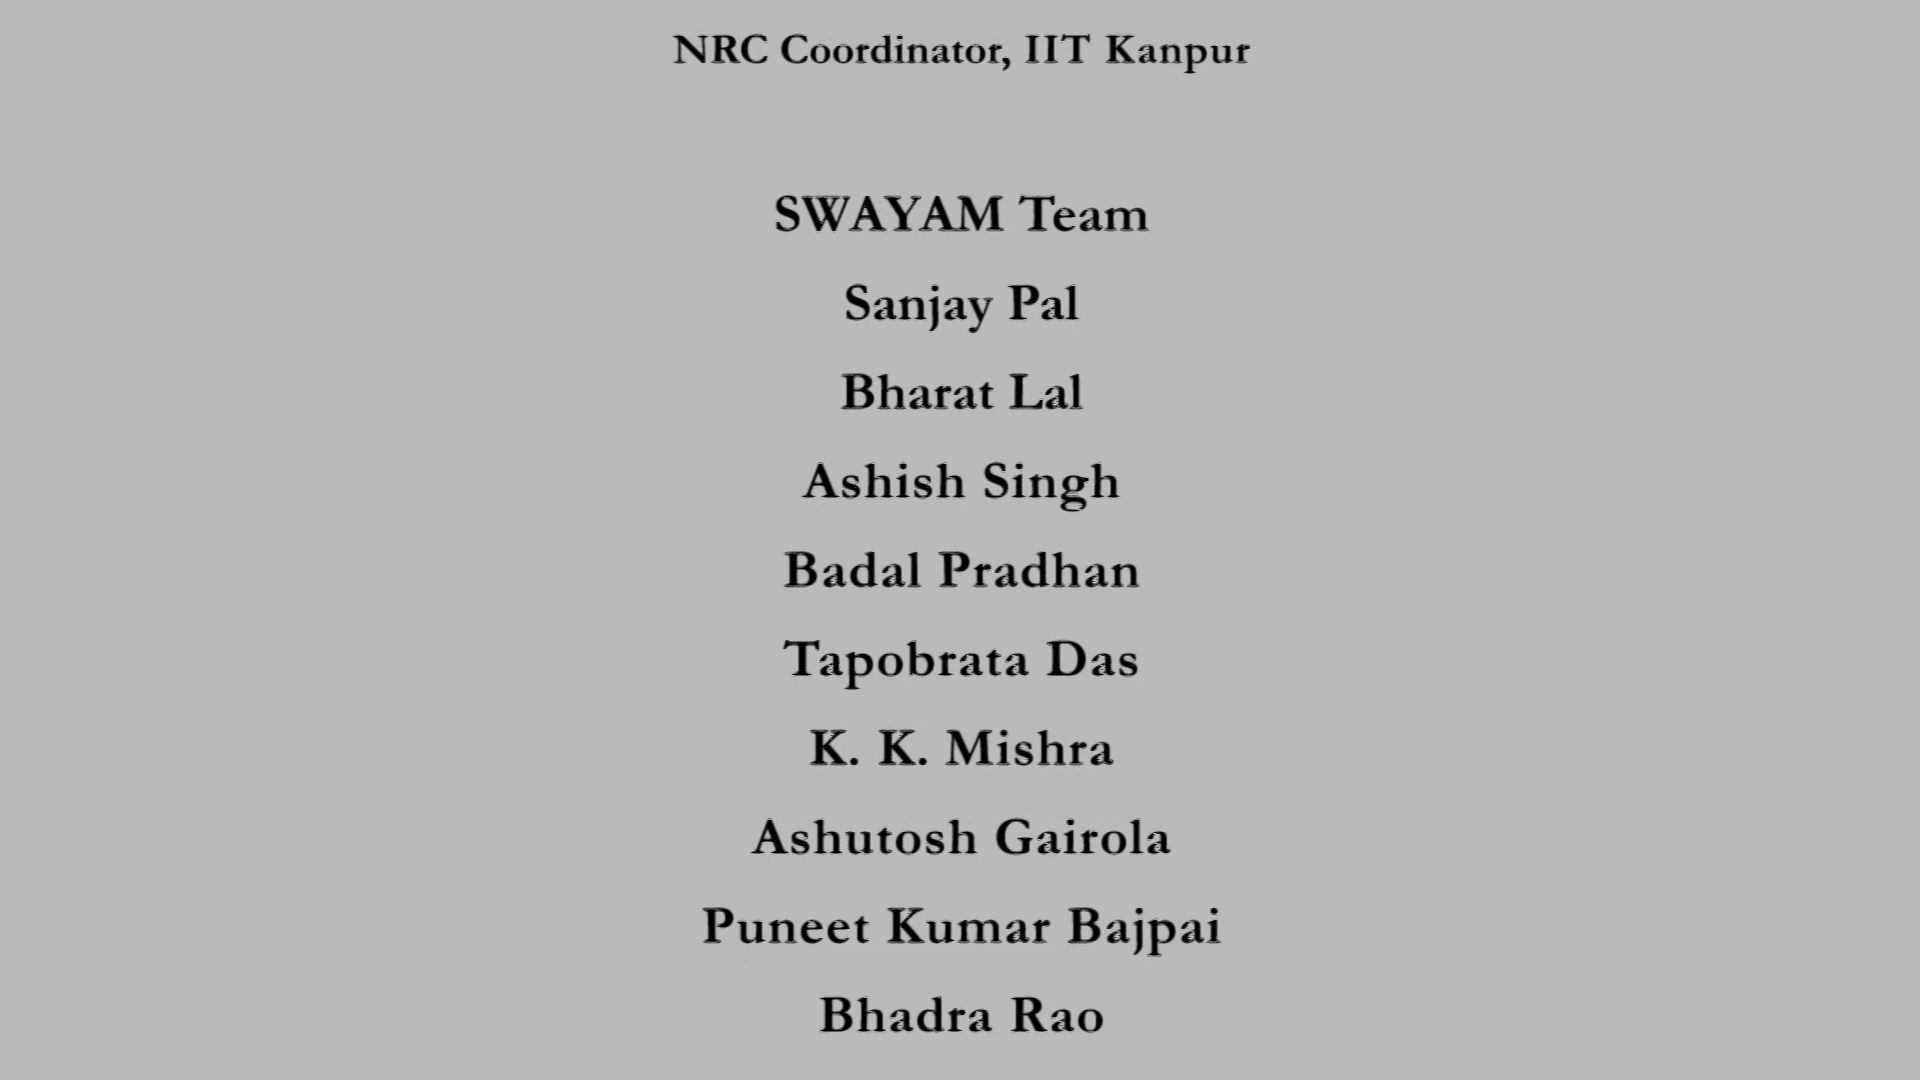 NRC Coordinator, IIT Kanpur
SWAYAM Team
Sanjay Pal
Bharat Lal
Ashish Singh
Badal Pradhan
Tapobrata Das
K. K. Mishra
Ashutosh Gairola
Puneet Kumar Bajpai
Bhadra Rao